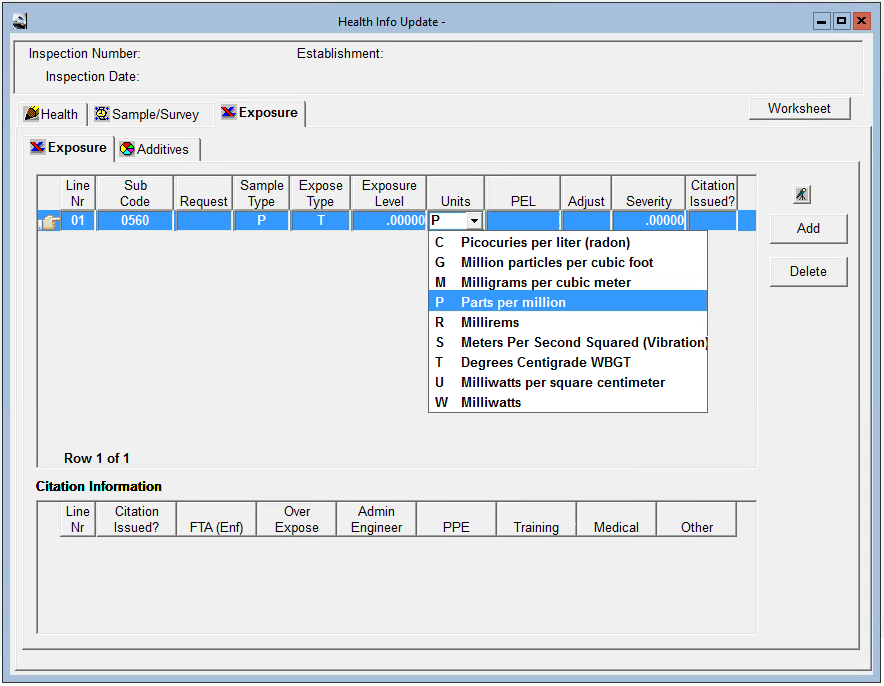 Health Info Update -
Inspection Number:
Establishment:
Inspection Date:
Health
Sample/Survey
Exposure
Worksheet
Exposure
Additives
Line Nr
Sub Code
Request
Sample Type
Expose Type
Exposure Level
Units
PEL
Adjust
Severity
Citation Issued?
01 0560 P T .00000 P .00000
Add
Delete
C Picocuries per liter (radon)
G Million particles per cubic foot
M Milligrams per cubic meter
P Parts per million
R Millirems
S Meters Per Second Squared (Vibration)
T Degrees Centigrade WBGT
U Milliwatts per square centimeter
W Milliwatts
Row 1 of 1
Citation Information
Line Nr
Citation Issued?
FTA (Enf)
Over Expose
Admin Engineer
PPE
Training
Medical
Other